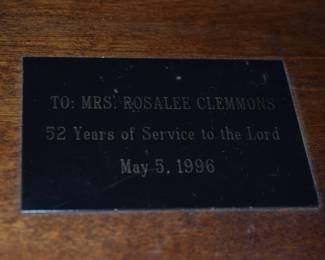 TO: MRS. ROSALEE CLEMMONS
52 Years of Service to the Lord
May 5, 1996